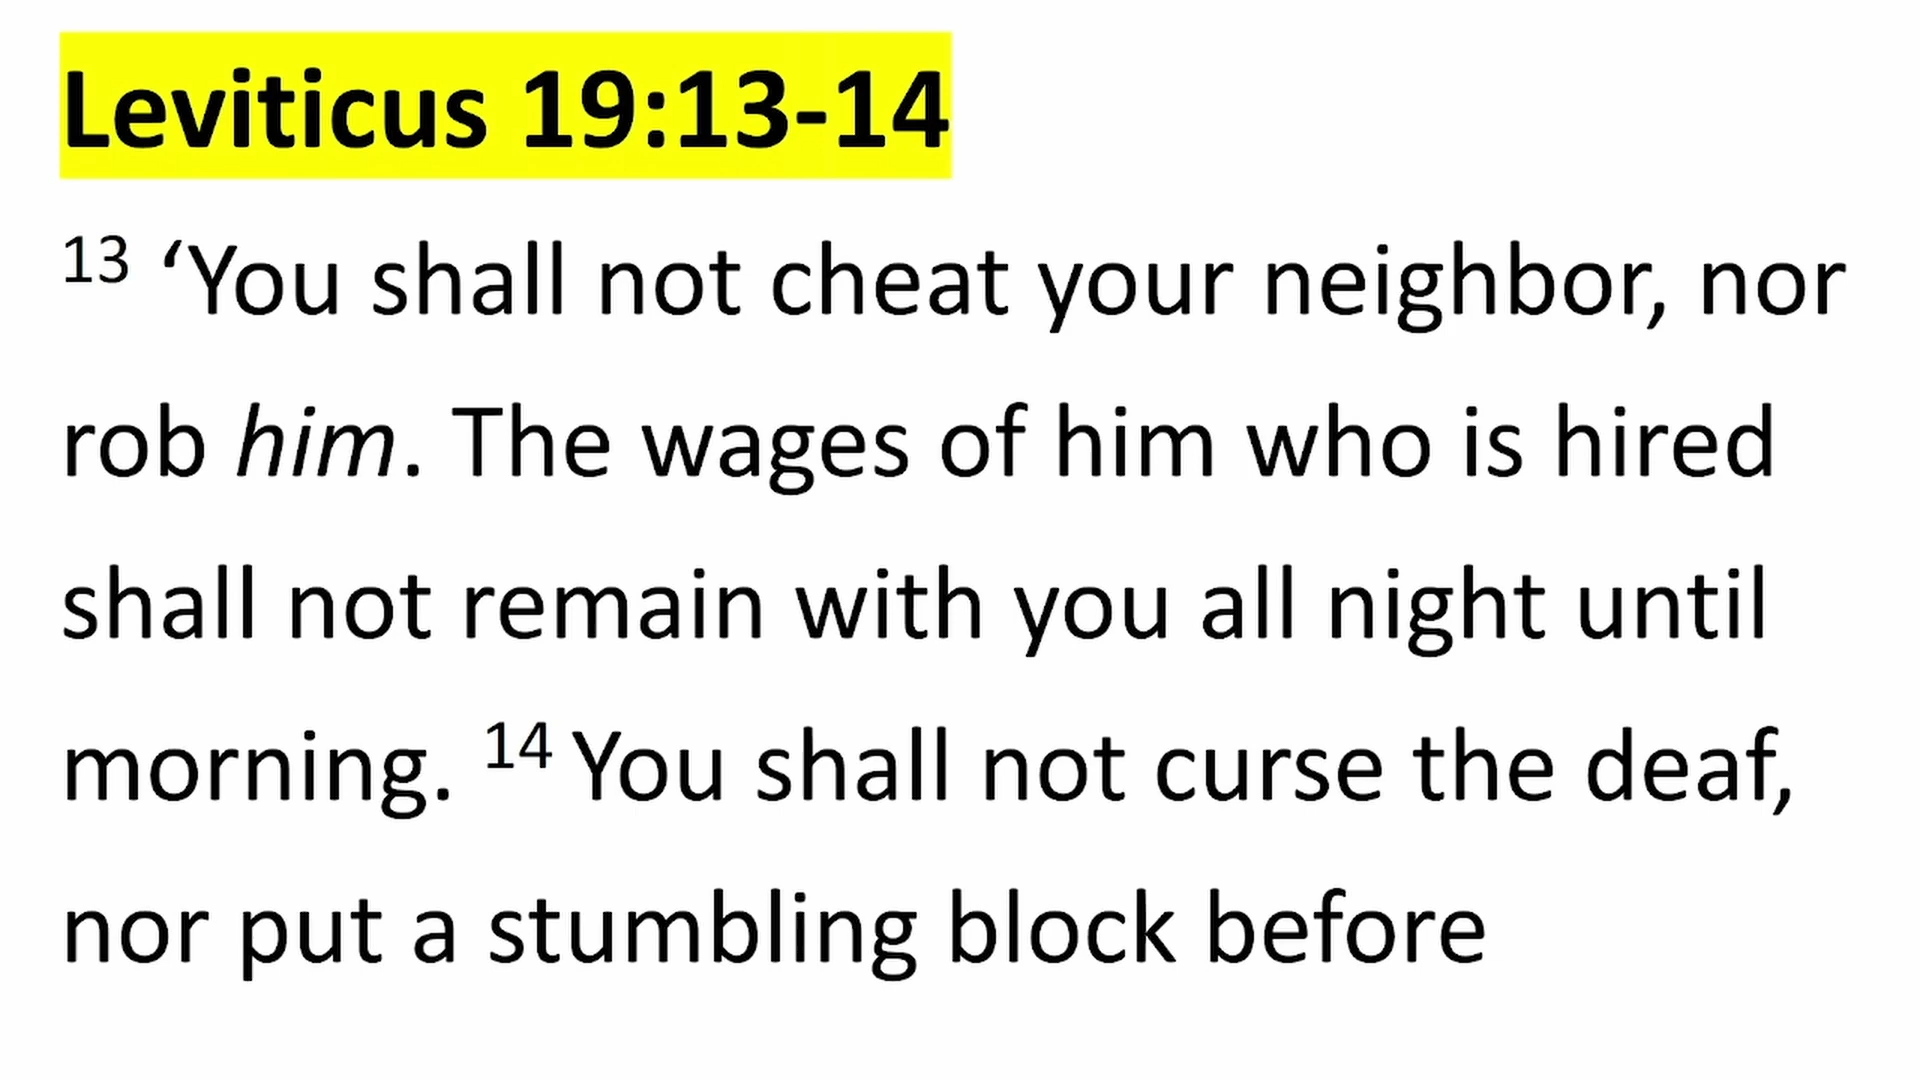 Leviticus 19:13-14
13 ‘You shall not cheat your neighbor, nor
rob him. The wages of him who is hired
shall not remain with you all night until
morning. 14 You shall not curse the deaf,
nor put a stumbling block before